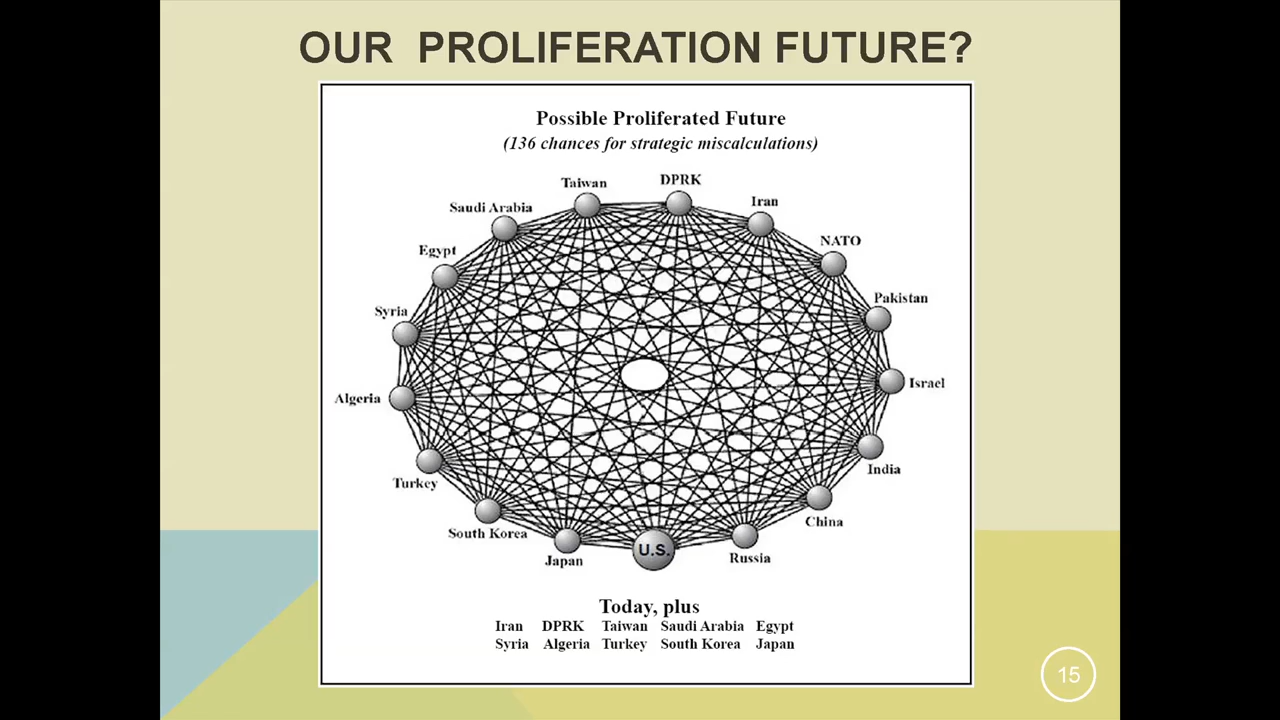 OUR PROLIFERATION FUTURE?
Possible Proliferated Future
(136 chances for strategic miscalculations)
Taiwan
DPRK
Saudi Arabia
Iran
Egypt
NATO
Syria
Pakistan
Algeria
Israel
Turkey
India
South Korea
China
Japan
U.S.
Russia
Today, plus
Iran DPRK Taiwan Saudi Arabia Egypt
Syria Algeria Turkey South Korea Japan
15